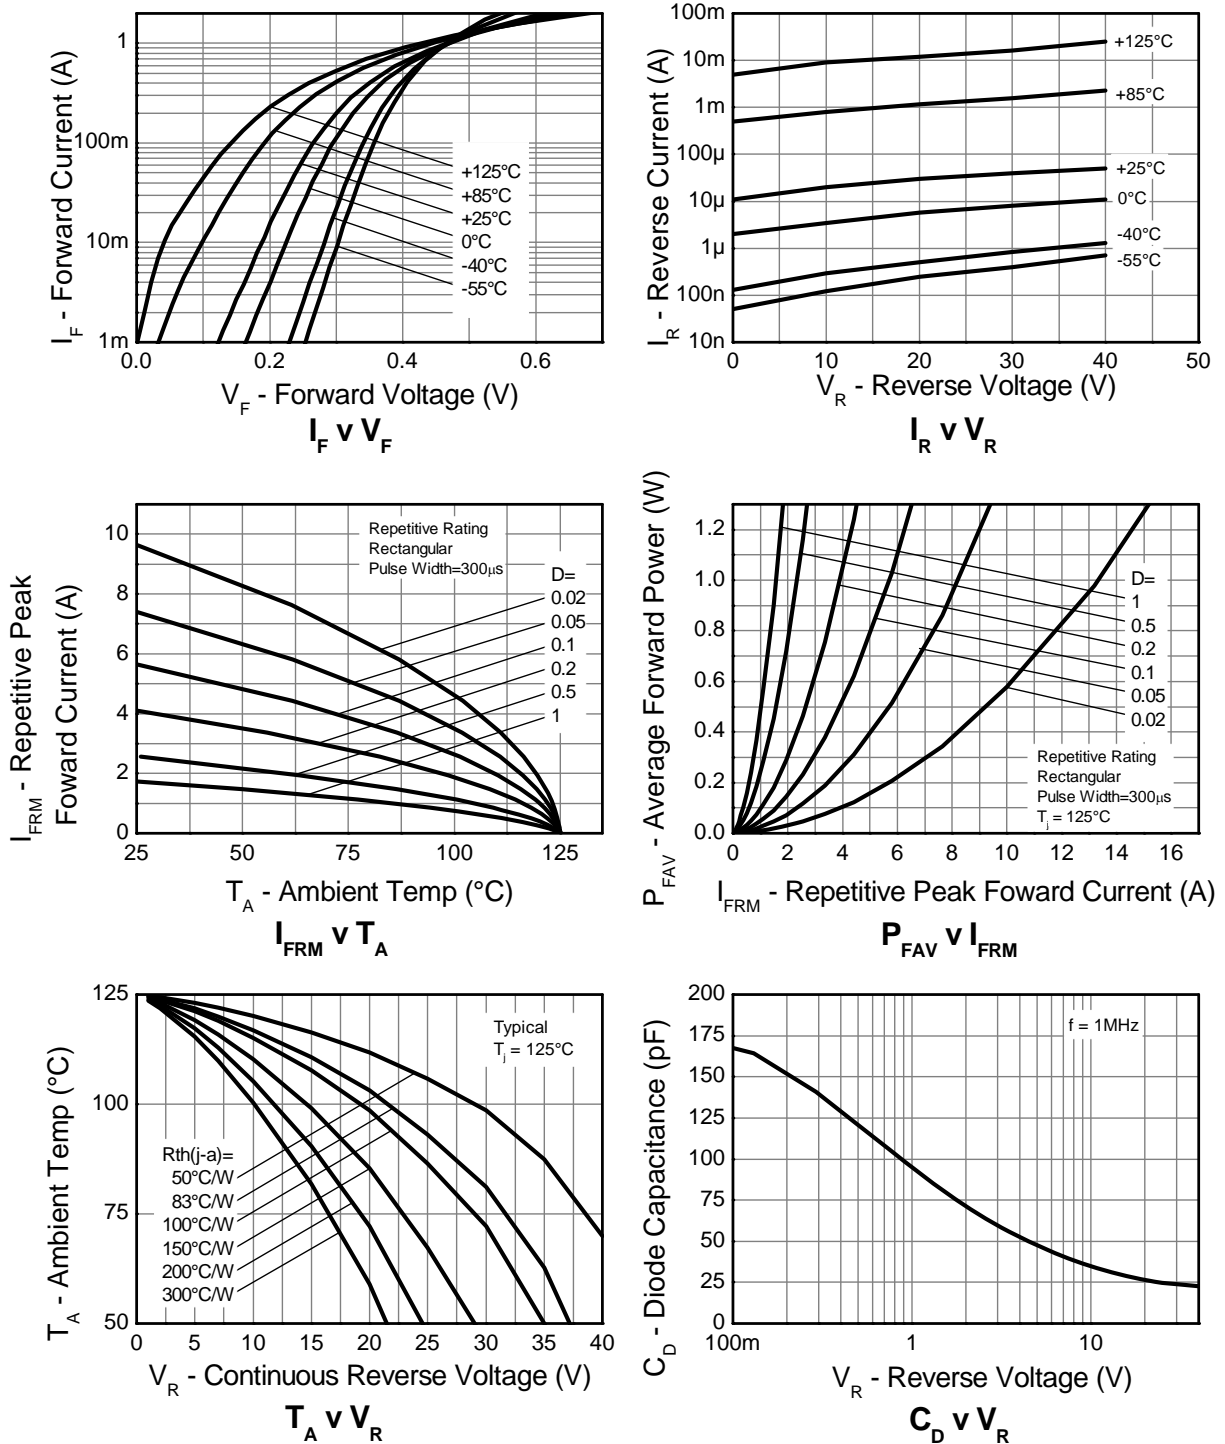 I_F - Forward Current (A)
1
100m
10m
1m
+125°C
+85°C
+25°C
0°C
-40°C
-55°C
0.0 0.2 0.4 0.6
V_F - Forward Voltage (V)
I_F v V_F
I_R - Reverse Current (A)
100m
10m
1m
100µ
10µ
1µ
100n
10n
+125°C
+85°C
+25°C
0°C
-40°C
-55°C
0 10 20 30 40 50
V_R - Reverse Voltage (V)
I_R v V_R
I_FRM - Repetitive Peak
Foward Current (A)
10
8
6
4
2
0
Repetitive Rating
Rectangular
Pulse Width=300µs
D=
0.02
0.05
0.1
0.2
0.5
1
25 50 75 100 125
T_A - Ambient Temp (°C)
I_FRM v T_A
P_FAV - Average Forward Power (W)
1.2
1.0
0.8
0.6
0.4
0.2
0.0
D=
1
0.5
0.2
0.1
0.05
0.02
Repetitive Rating
Rectangular
Pulse Width=300µs
T_j = 125°C
0 2 4 6 8 10 12 14 16
I_FRM - Repetitive Peak Foward Current (A)
P_FAV v I_FRM
T_A - Ambient Temp (°C)
125
100
75
50
Typical
T_j = 125°C
Rth(j-a)=
50°C/W
83°C/W
100°C/W
150°C/W
200°C/W
300°C/W
0 5 10 15 20 25 30 35 40
V_R - Continuous Reverse Voltage (V)
T_A v V_R
C_D - Diode Capacitance (pF)
200
175
150
125
100
75
50
25
0
f = 1MHz
100m 1 10
V_R - Reverse Voltage (V)
C_D v V_R